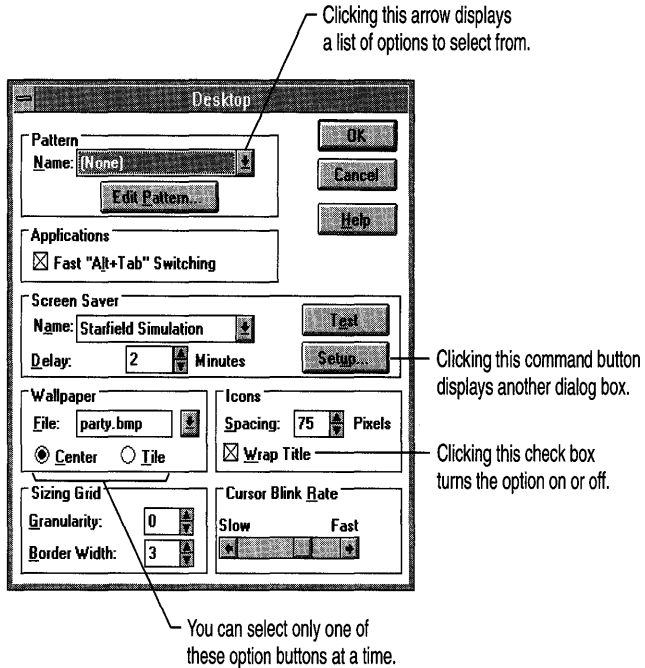 Clicking this arrow displays
a list of options to select from.
Desktop
Pattern
Name: (None)
Edit Pattern...
OK
Cancel
Help
Applications
Fast "Alt+Tab" Switching
Screen Saver
Name: Starfield Simulation
Delay: 2 Minutes
Test
Setup...
Clicking this command button
displays another dialog box.
Wallpaper
File: party.bmp
Center Tile
Icons
Spacing: 75 Pixels
Wrap Title
Clicking this check box
turns the option on or off.
Sizing Grid
Granularity: 0
Border Width: 3
Cursor Blink Rate
Slow Fast
You can select only one of
these option buttons at a time.